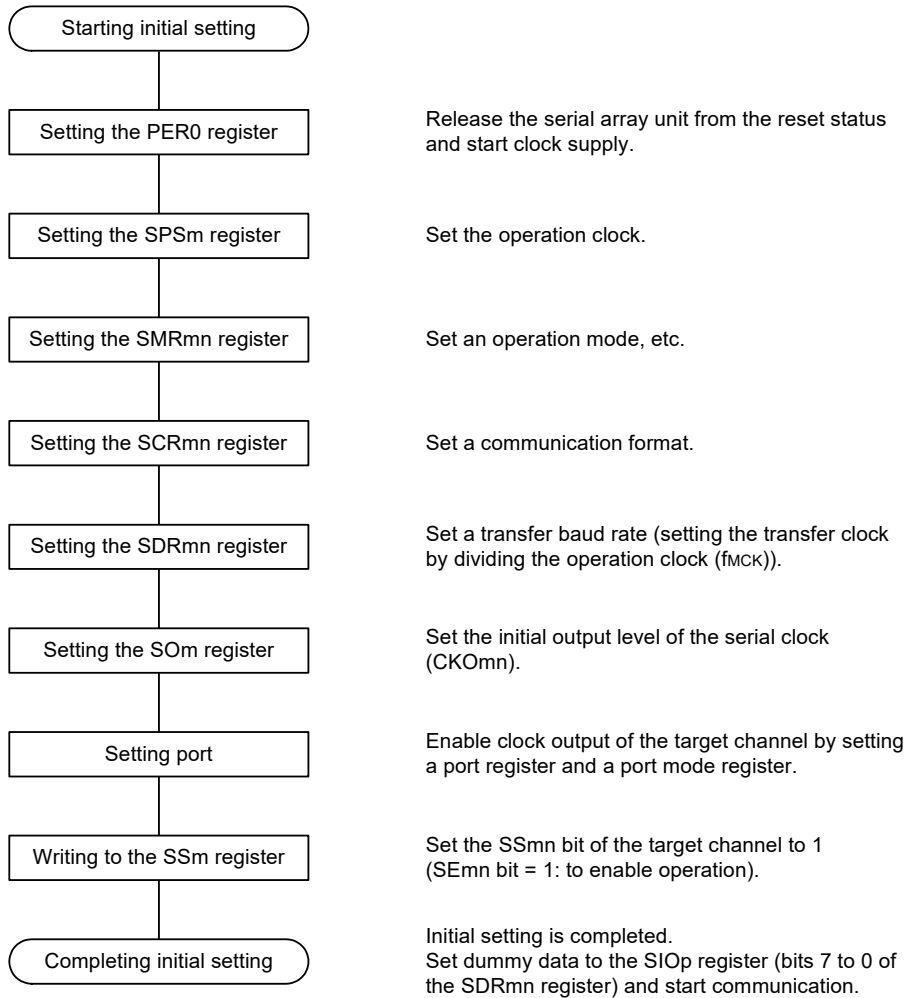 Starting initial setting
Setting the PER0 register
Release the serial array unit from the reset status
and start clock supply.
Setting the SPSm register
Set the operation clock.
Setting the SMRmn register
Set an operation mode, etc.
Setting the SCRmn register
Set a communication format.
Setting the SDRmn register
Set a transfer baud rate (setting the transfer clock
by dividing the operation clock (fMCK)).
Setting the SOm register
Set the initial output level of the serial clock
(CKOmn).
Setting port
Enable clock output of the target channel by setting
a port register and a port mode register.
Writing to the SSm register
Set the SSmn bit of the target channel to 1
(SEmn bit = 1: to enable operation).
Completing initial setting
Initial setting is completed.
Set dummy data to the SIOp register (bits 7 to 0 of
the SDRmn register) and start communication.